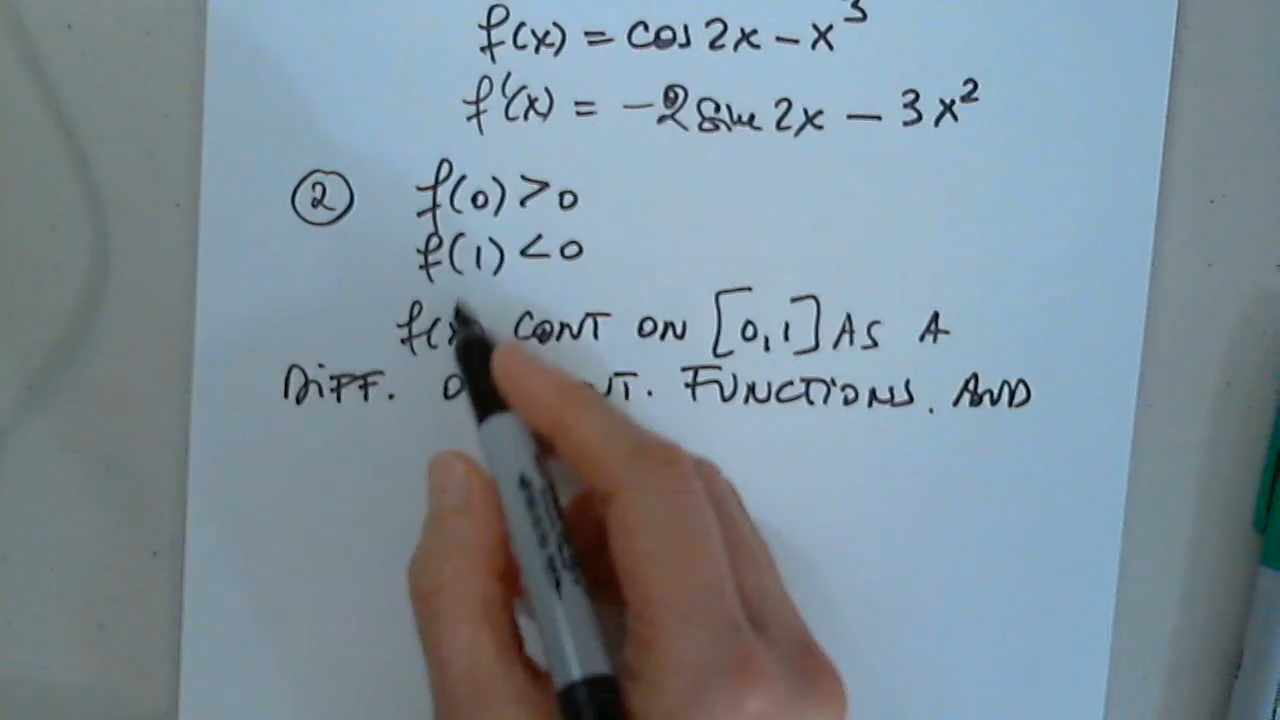 f(x) = cos 2x - x³
f'(x) = -2 sin 2x - 3x²
② f(0) > 0
f(1) < 0
f(x CONT ON [0,1] AS A
DIFF. FUNCTIONS. AND